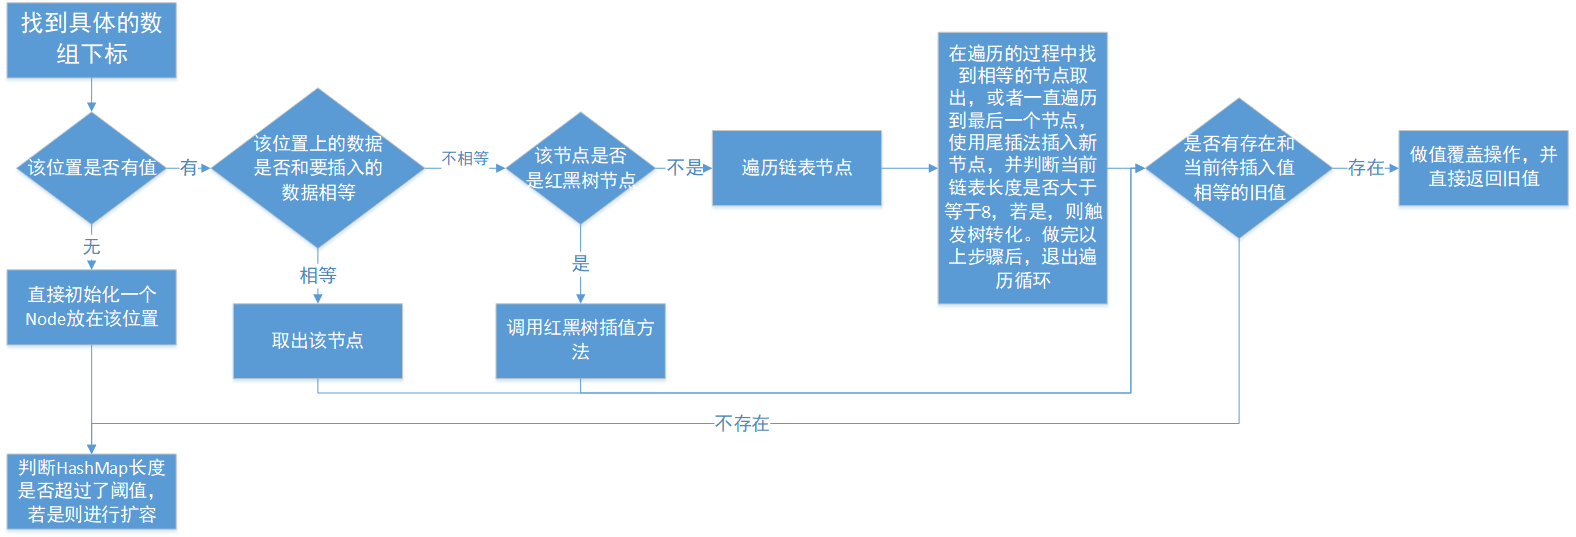 找到具体的数
组下标
该位置是否有值
有
该位置上的数据
是否和要插入的
数据相等
不相等
该节点是否
是红黑树节点
不是
遍历链表节点
在遍历的过程中找
到相等的节点取
出，或者一直遍历
到最后一个节点，
使用尾插法插入新
节点，并判断当前
链表长度是否大于
等于8，若是，则触
发树转化。做完以
上步骤后，退出遍
历循环
是否有存在和
当前待插入值
相等的旧值
存在
做值覆盖操作，并
直接返回旧值
无
直接初始化一个
Node放在该位置
相等
取出该节点
是
调用红黑树插值方
法
不存在
判断HashMap长度
是否超过了阈值，
若是则进行扩容